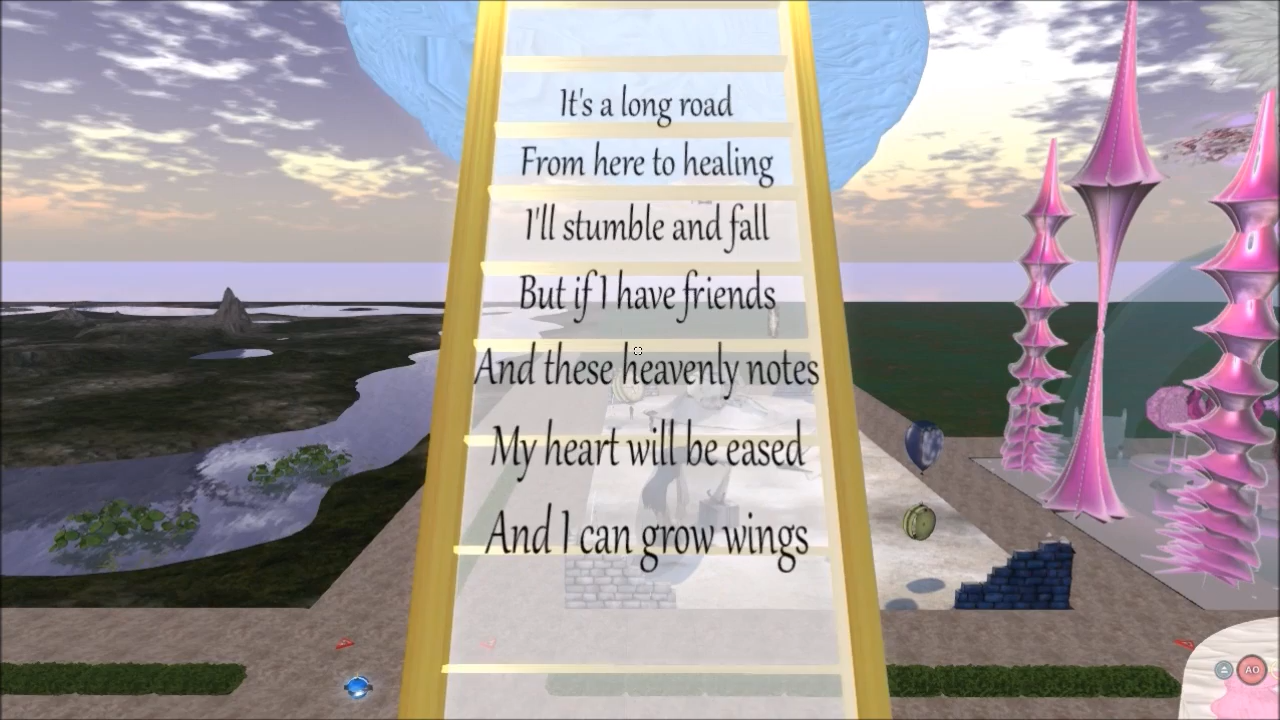 It's a long road
From here to healing
I'll stumble and fall
But if I have friends
And these heavenly notes
My heart will be eased
And I can grow wings
AO